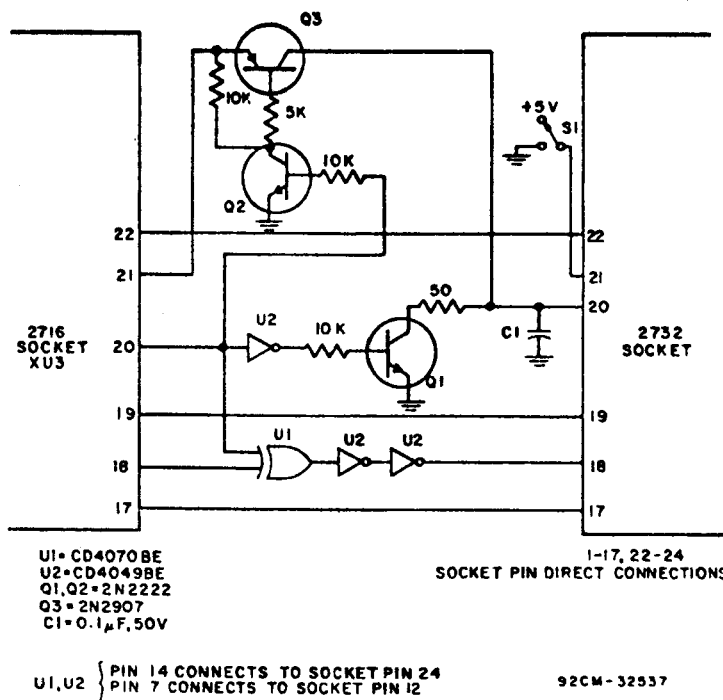 Q3
10K
5K
+5V
S1
10K
Q2
22
22
21
21
50
20
U2
C1
2716
SOCKET
XU3
2732
SOCKET
20
10K
Q1
19
19
U1
U2
U2
18
18
17
17
U1=CD4070BE
U2=CD4049BE
Q1,Q2=2N2222
Q3=2N2907
C1=0.1μF,50V
1-17, 22-24
SOCKET PIN DIRECT CONNECTIONS
U1,U2 { PIN 14 CONNECTS TO SOCKET PIN 24
PIN 7 CONNECTS TO SOCKET PIN 12
92CM-32537